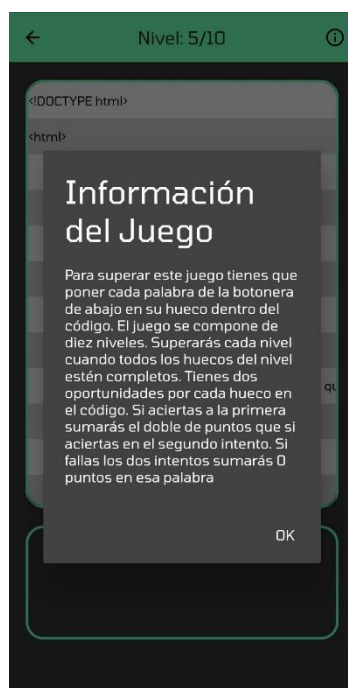 Nivel: 5/10
<!DOCTYPE html>
<html>
Información
del Juego
Para superar este juego tienes que
poner cada palabra de la botonera
de abajo en su hueco dentro del
código. El juego se compone de
diez niveles. Superarás cada nivel
cuando todos los huecos del nivel
estén completos. Tienes dos
oportunidades por cada hueco en
el código. Si aciertas a la primera
sumarás el doble de puntos que si
aciertas en el segundo intento. Si
fallas los dos intentos sumarás 0
puntos en esa palabra
OK